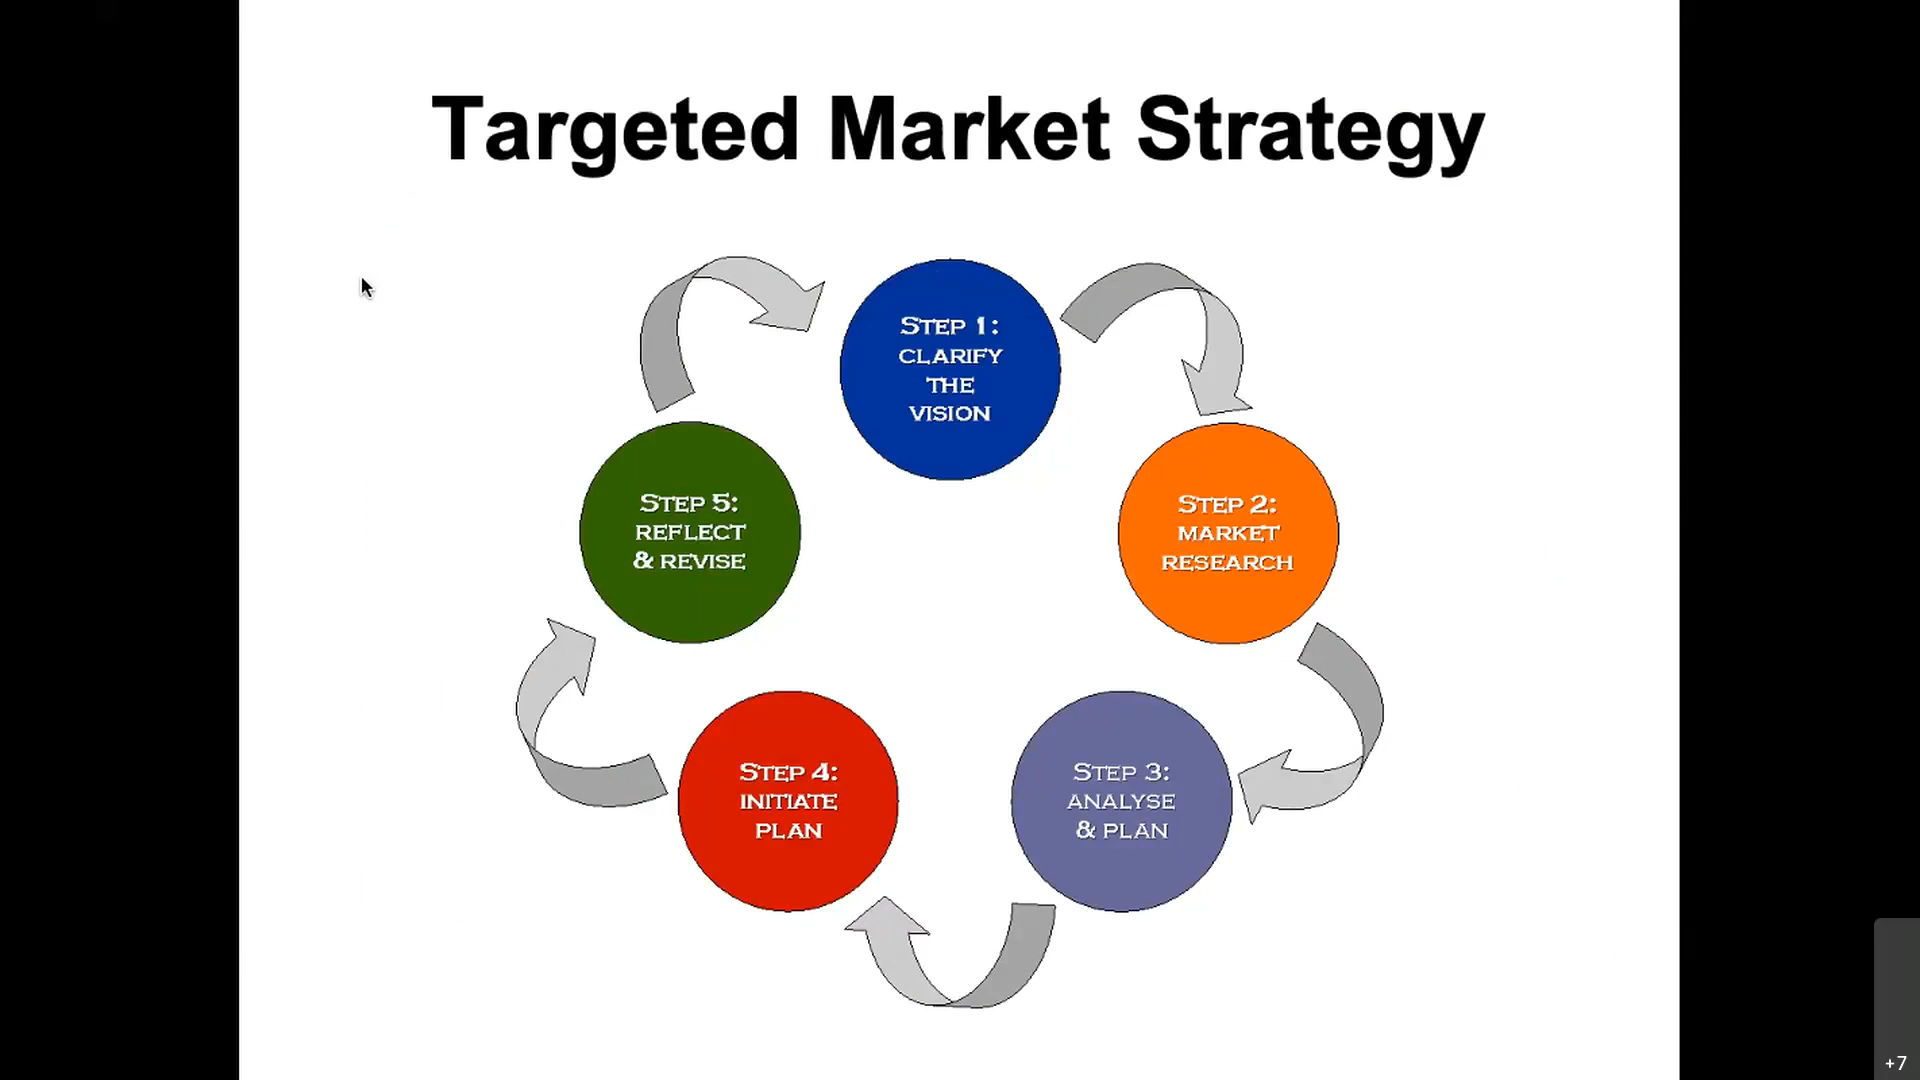 Targeted Market Strategy
Step 1:
CLARIFY
THE
VISION
Step 2:
MARKET
RESEARCH
Step 3:
ANALYSE
& PLAN
Step 4:
INITIATE
PLAN
Step 5:
REFLECT
& REVISE
+7